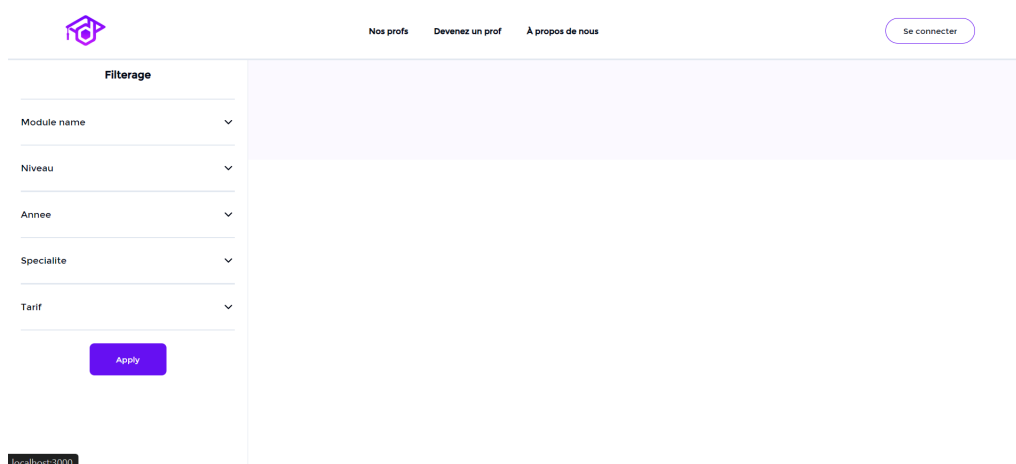 Nos profs Devenez un prof À propos de nous Se connecter
Filterage
Module name
Niveau
Annee
Specialite
Tarif
Apply
localhost:3000